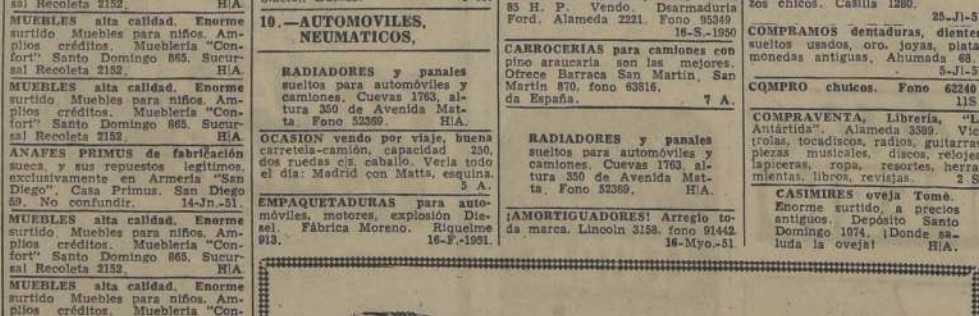 sal Recoleta 2152. H|A.
MUEBLES alta calidad. Enorme
surtido Muebles para niños. Am-
plios créditos. Mueblería "Con-
fort" Santo Domingo 865. Sucur-
sal Recoleta 2152. H|A.
MUEBLES alta calidad. Enorme
surtido Muebles para niños. Am-
plios créditos. Mueblería "Con-
fort" Santo Domingo 865. Sucur-
sal Recoleta 2152. H|A.
ANAFES PRIMUS de fabricación
sueca, y sus repuestos legítimos,
exclusivamente en Armería "San
Diego". Casa Primus. San Diego
59. No confundir. 14-Jn.-51.
MUEBLES alta calidad. Enorme
surtido Muebles para niños. Am-
plios créditos. Mueblería "Con-
fort" Santo Domingo 865. Sucur-
sal Recoleta 2152. H|A.
MUEBLES alta calidad. Enorme
surtido Muebles para niños. Am-
plios créditos. Mueblería "Con-
10.—AUTOMOVILES,
NEUMATICOS,
RADIADORES y panales
sueltos para automóviles y
camiones, Cuevas 1763, al-
tura 350 de Avenida Mat-
ta, Fono 52369. H|A.
OCASION vendo por viaje, buena
carretela-camión, capacidad 250,
dos ruedas c|s. caballo. Verla todo
el día: Madrid con Matta, esquina.
5 A.
EMPAQUETADURAS para auto-
móviles, motores, explosión Die-
sel. Fábrica Moreno. Riquelme
913. 16-F.-1951.
85 H. P. Vendo. Dsarmaduría
Ford. Alameda 2221. Fono 95349
16-S.-1950
CARROCERIAS para camiones con
pino araucaria son las mejores.
Ofrece Barraca San Martín, San
Martín 870, fono 63816,
da España. 7 A.
RADIADORES y panales
sueltos para automóviles y
camiones. Cuevas 1763 al-
tura 350 de Avenida Mat-
ta, Fono 52369. H|A.
¡AMORTIGUADORES! Arreglo to-
da marca. Lincoln 3158, fono 91442.
16-Myo.-51
zos chicos. Casilla 1280.
25-Jl-
COMPRAMOS dentaduras, diente
sueltos usados, oro, joyas, plata
monedas antiguas, Ahumada 68.
5-Jl-5
COMPRO chuicos. Fono 62240
11S
COMPRAVENTA, Librería, "L
Antártida". Alameda 3589. Vic
trolas, tocadiscos, radios, guitarras
piezas musicales, discos, relojes
lapiceras, ropa, resortes, herra
mientas, libros, revistas. 2 S
CASIMIRES oveja Tomé.
Enorme surtido, a precios
antiguos. Depósito Santo
Domingo 1074. ¡Donde sa-
luda la oveja! H|A.